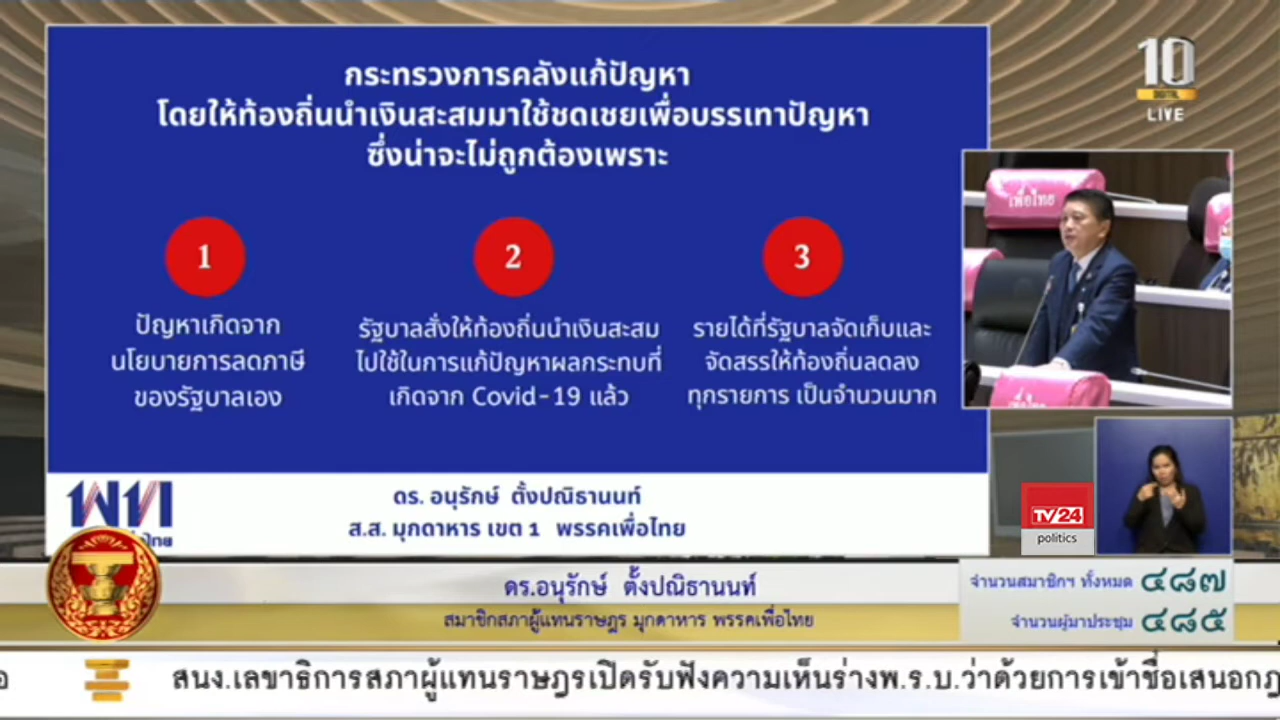 กระทรวงการคลังแก้ปัญหา
โดยให้ท้องถิ่นนำเงินสะสมมาใช้ชดเชยเพื่อบรรเทาปัญหา
ซึ่งน่าจะไม่ถูกต้องเพราะ
1
ปัญหาเกิดจาก
นโยบายการลดภาษี
ของรัฐบาลเอง
2
รัฐบาลสั่งให้ท้องถิ่นนำเงินสะสม
ไปใช้ในการแก้ปัญหาผลกระทบที่
เกิดจาก Covid-19 แล้ว
3
รายได้ที่รัฐบาลจัดเก็บและ
จัดสรรให้ท้องถิ่นลดลง
ทุกรายการ เป็นจำนวนมาก
10
DIGITAL
LIVE
เพื่อไทย
เพื่อไทย
พท
ดร. อนุรักษ์ ตั้งปณิธานนท์
ส.ส. มุกดาหาร เขต 1 พรรคเพื่อไทย
TV24
politics
ดร.อนุรักษ์ ตั้งปณิธานนท์
สมาชิกสภาผู้แทนราษฎร มุกดาหาร พรรคเพื่อไทย
จำนวนสมาชิกฯ ทั้งหมด ๔๘๗
จำนวนผู้มาประชุม ๔๘๕
สนง.เลขาธิการสภาผู้แทนราษฎรเปิดรับฟังความเห็นร่างพ.ร.บ.ว่าด้วยการเข้าชื่อเสนอกฎ